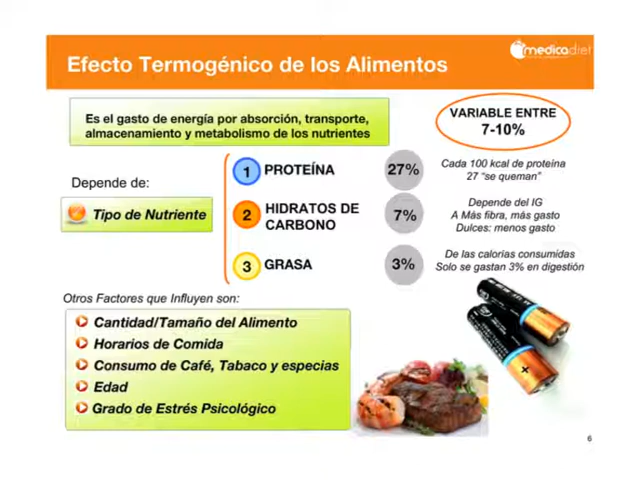 medicadiet
Efecto Termogénico de los Alimentos
Es el gasto de energía por absorción, transporte,
almacenamiento y metabolismo de los nutrientes
VARIABLE ENTRE
7-10%
Depende de:
Tipo de Nutriente
1 PROTEÍNA 27%
Cada 100 kcal de proteína
27 “se queman”
2 HIDRATOS DE
CARBONO 7%
Depende del IG
A Más fibra, más gasto
Dulces: menos gasto
3 GRASA 3%
De las calorías consumidas
Solo se gastan 3% en digestión
Otros Factores que Influyen son:
Cantidad/Tamaño del Alimento
Horarios de Comida
Consumo de Café, Tabaco y especias
Edad
Grado de Estrés Psicológico
+
6